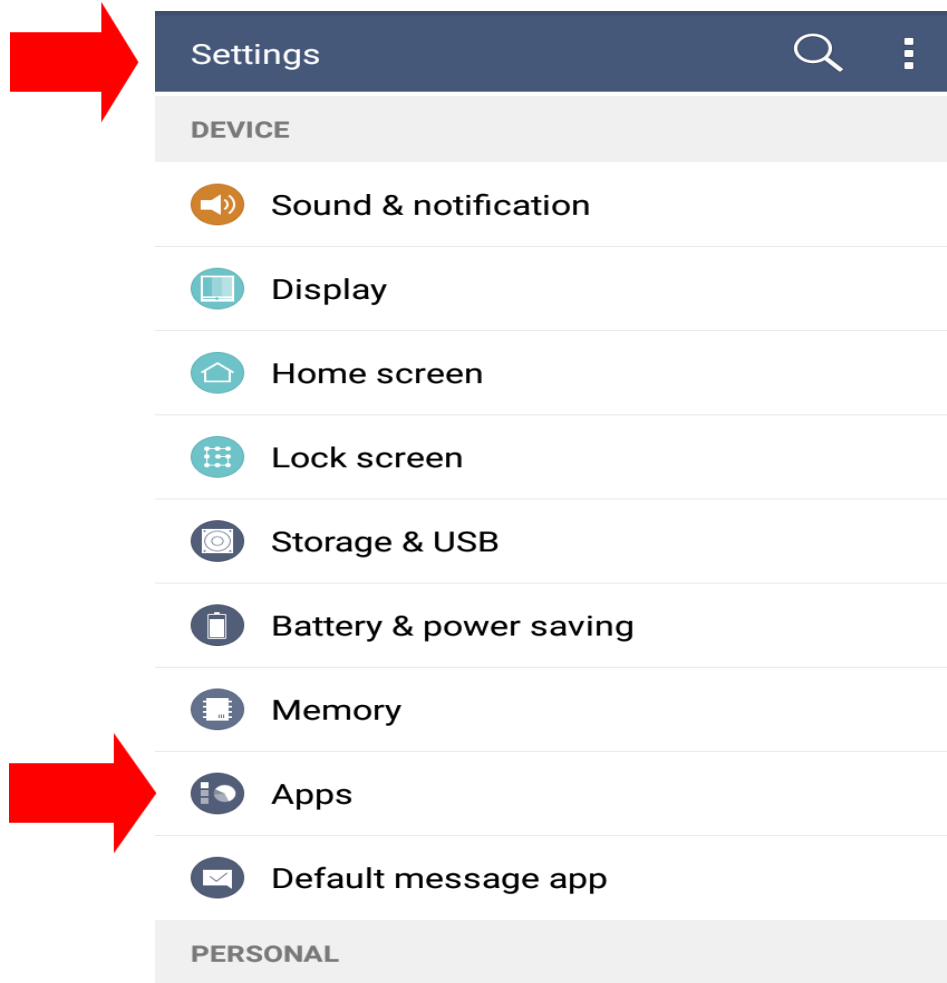 Settings
DEVICE
Sound & notification
Display
Home screen
Lock screen
Storage & USB
Battery & power saving
Memory
Apps
Default message app
PERSONAL